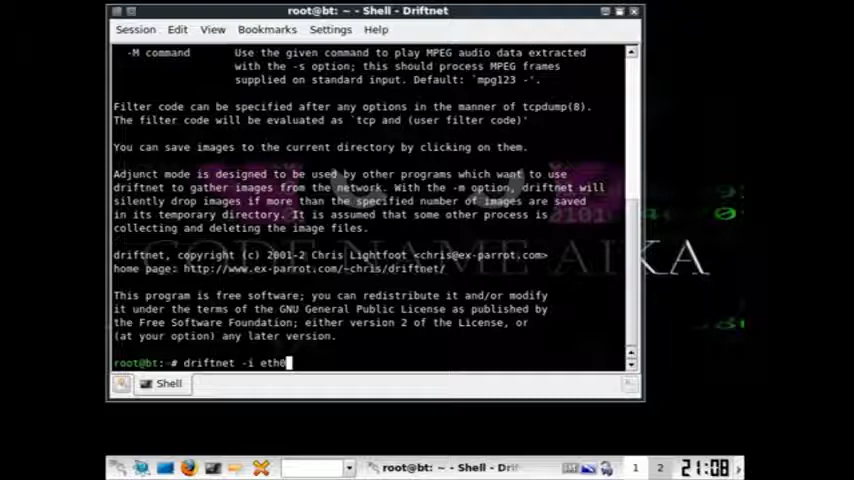 root@bt: ~ - Shell - Driftnet
Session Edit View Bookmarks Settings Help
-M command Use the given command to play MPEG audio data extracted
with the -s option; this should process MPEG frames
supplied on standard input. Default: `mpg123 -'.
Filter code can be specified after any options in the manner of tcpdump(8).
The filter code will be evaluated as `tcp and (user filter code)'
You can save images to the current directory by clicking on them.
Adjunct mode is designed to be used by other programs which want to use
driftnet to gather images from the network. With the -m option, driftnet will
silently drop images if more than the specified number of images are saved
in its temporary directory. It is assumed that some other process is
collecting and deleting the image files.
driftnet, copyright (c) 2001-2 Chris Lightfoot <chris@ex-parrot.com>
home page: http://www.ex-parrot.com/~chris/driftnet/
CODE NAME AIKA
This program is free software; you can redistribute it and/or modify
it under the terms of the GNU General Public License as published by
the Free Software Foundation; either version 2 of the License, or
(at your option) any later version.
root@bt:~# driftnet -i eth0
Shell
root@bt: ~ - Shell - Drif
1 2 21:08